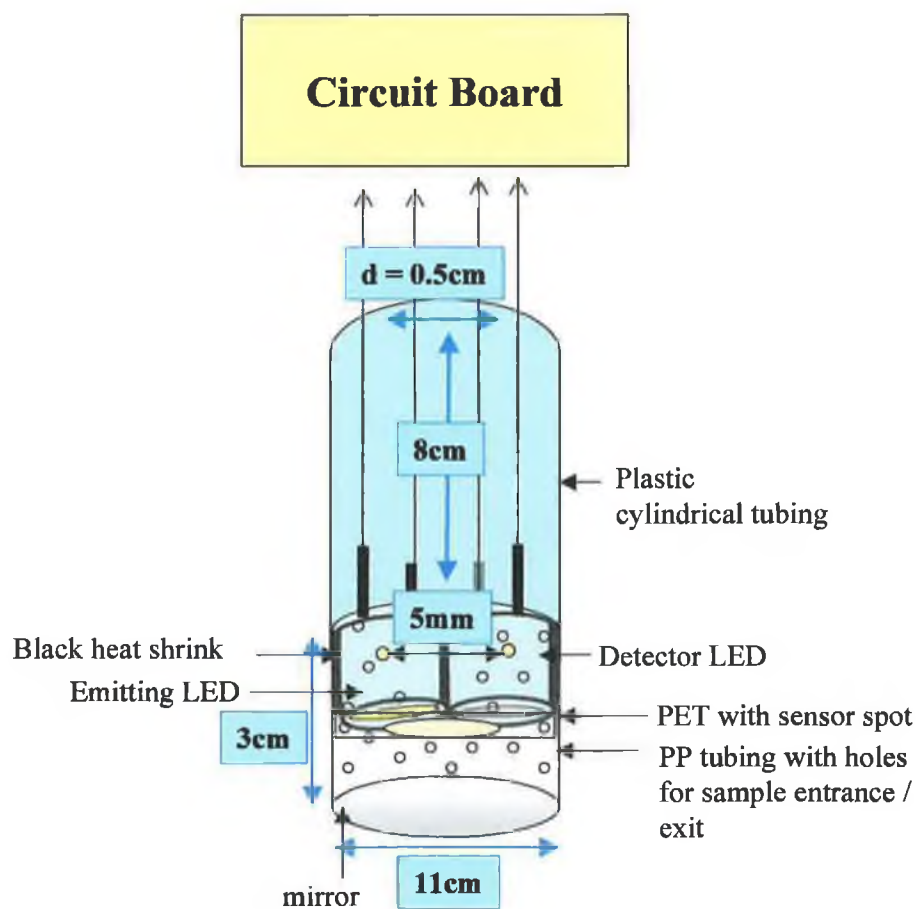 Circuit Board
d = 0.5cm
8cm
Plastic
cylindrical tubing
5mm
Black heat shrink
Detector LED
Emitting LED
PET with sensor spot
3cm
PP tubing with holes
for sample entrance /
exit
11cm
mirror